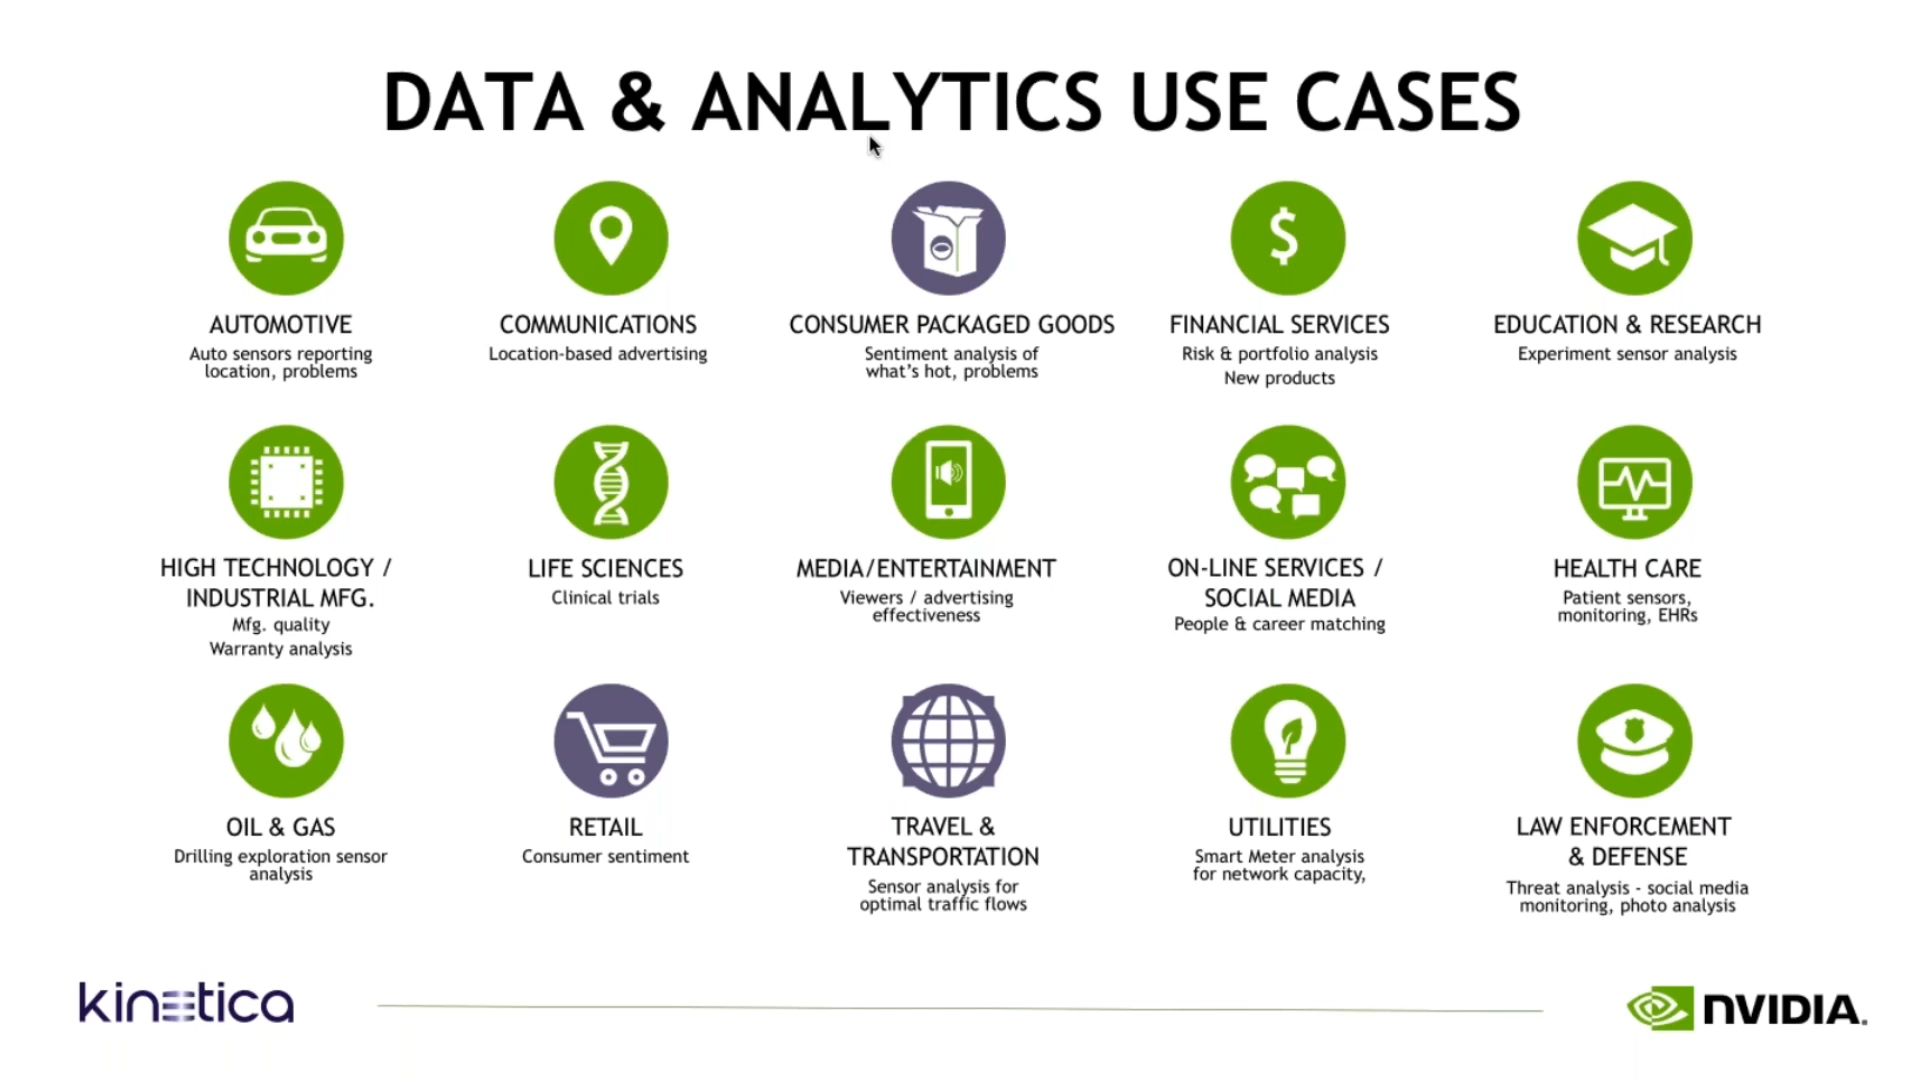 DATA & ANALYTICS USE CASES
AUTOMOTIVE
Auto sensors reporting
location, problems
COMMUNICATIONS
Location-based advertising
CONSUMER PACKAGED GOODS
Sentiment analysis of
what's hot, problems
$
FINANCIAL SERVICES
Risk & portfolio analysis
New products
EDUCATION & RESEARCH
Experiment sensor analysis
HIGH TECHNOLOGY /
INDUSTRIAL MFG.
Mfg. quality
Warranty analysis
LIFE SCIENCES
Clinical trials
MEDIA/ENTERTAINMENT
Viewers / advertising
effectiveness
ON-LINE SERVICES /
SOCIAL MEDIA
People & career matching
HEALTH CARE
Patient sensors,
monitoring, EHRs
OIL & GAS
Drilling exploration sensor
analysis
RETAIL
Consumer sentiment
TRAVEL &
TRANSPORTATION
Sensor analysis for
optimal traffic flows
UTILITIES
Smart Meter analysis
for network capacity,
LAW ENFORCEMENT
& DEFENSE
Threat analysis - social media
monitoring, photo analysis
kinetica
NVIDIA.